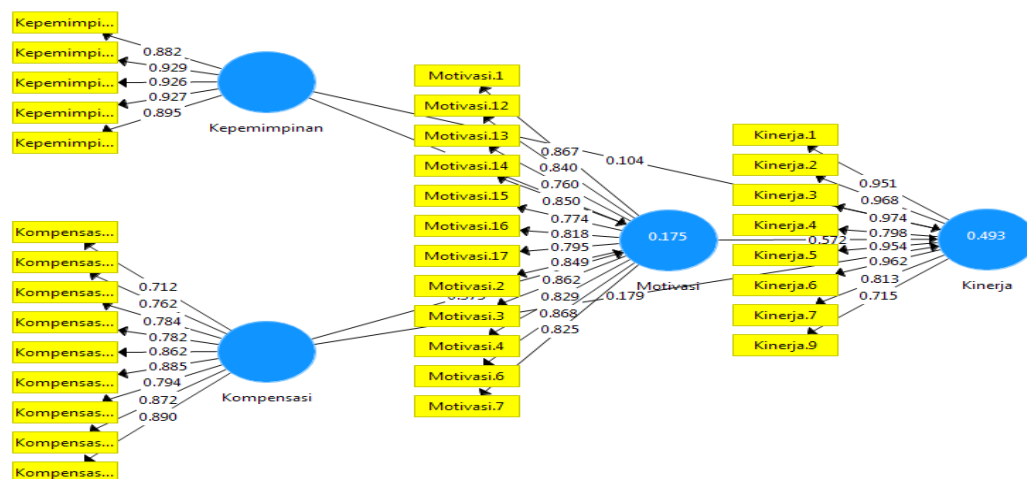 Kepemimpi...
Kepemimpi...
Kepemimpi...
Kepemimpi...
Kepemimpi...
0.882
0.929
0.926
0.927
0.895
Kepemimpinan
Kompensas...
Kompensas...
Kompensas...
Kompensas...
Kompensas...
Kompensas...
Kompensas...
Kompensas...
Kompensas...
0.712
0.762
0.784
0.782
0.862
0.885
0.794
0.872
0.890
Kompensasi
Motivasi.1
Motivasi.12
Motivasi.13
Motivasi.14
Motivasi.15
Motivasi.16
Motivasi.17
Motivasi.2
Motivasi.3
Motivasi.4
Motivasi.6
Motivasi.7
0.867
0.840
0.760
0.850
0.774
0.818
0.795
0.849
0.862
0.829
0.868
0.825
0.104
0.179
0.175
Motivasi
0.572
Kinerja.1
Kinerja.2
Kinerja.3
Kinerja.4
Kinerja.5
Kinerja.6
Kinerja.7
Kinerja.9
0.951
0.968
0.974
0.798
0.954
0.962
0.813
0.715
0.493
Kinerja